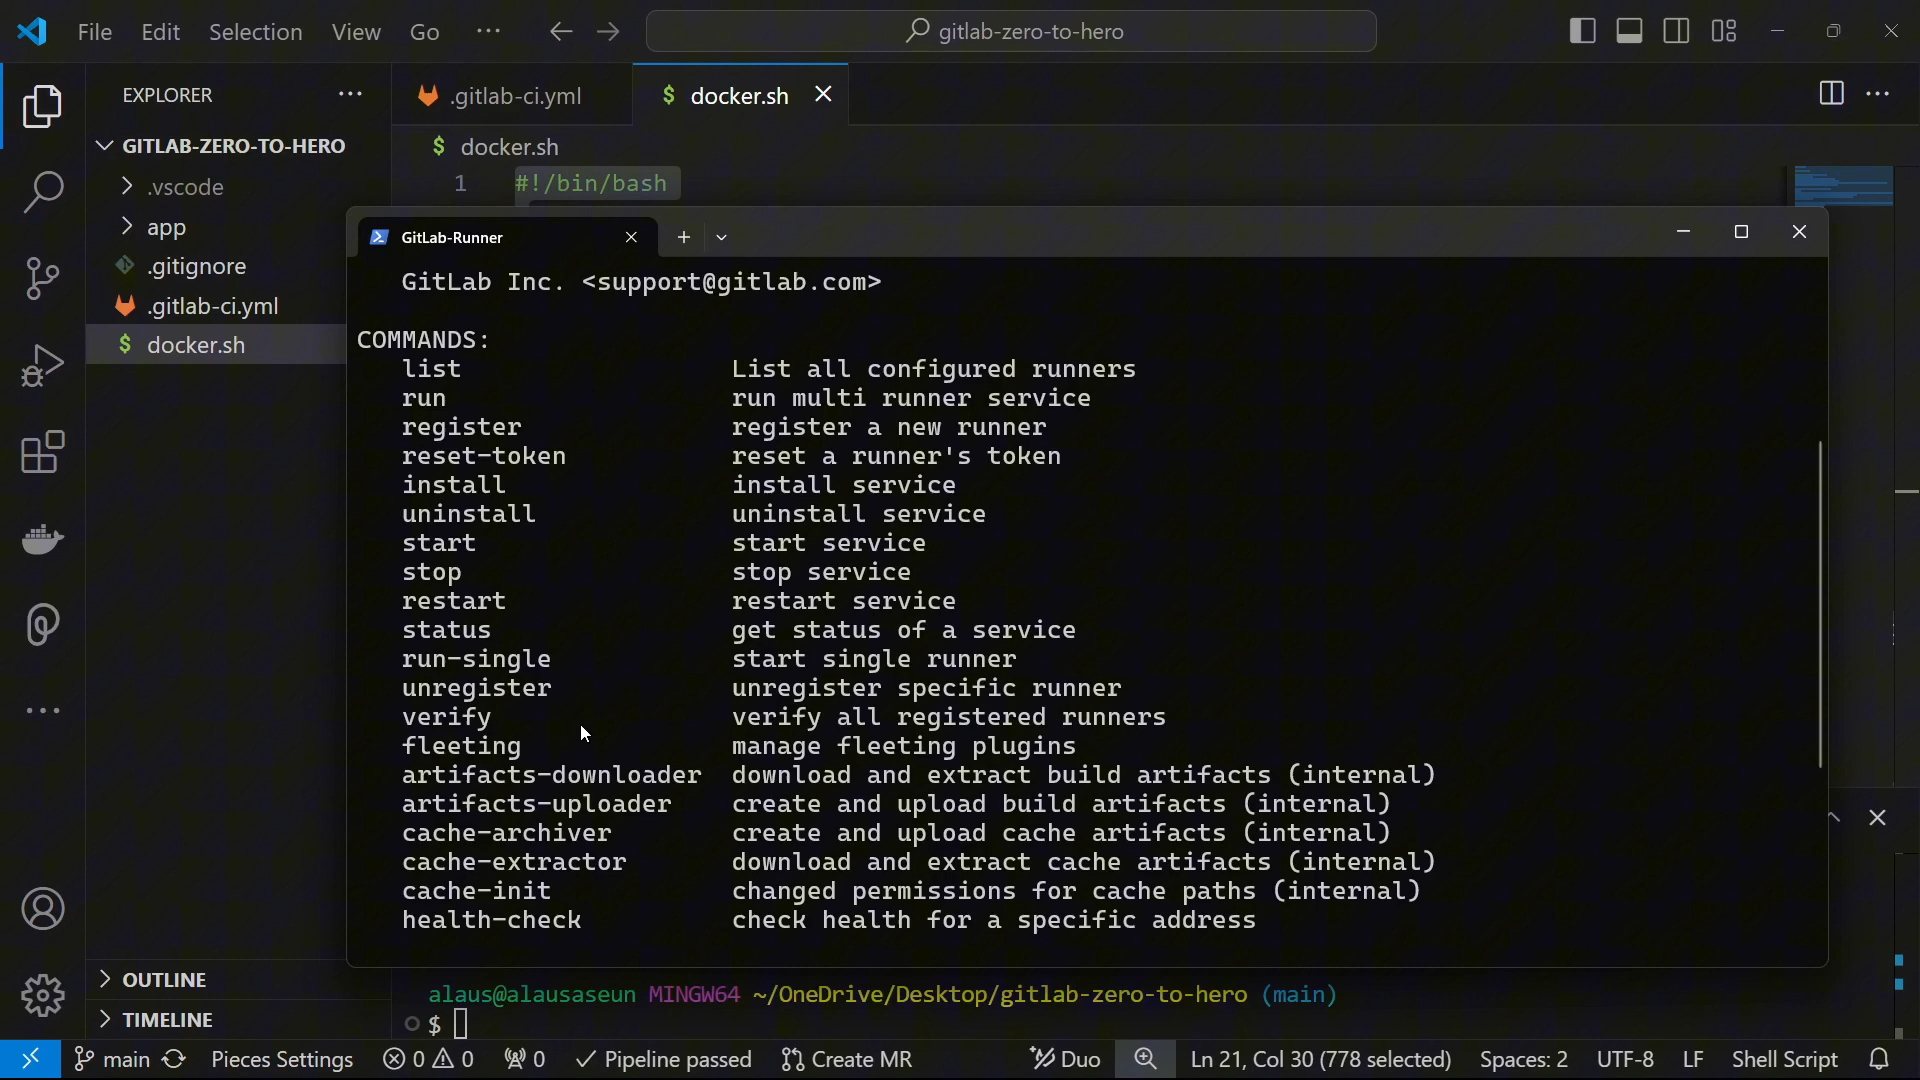 File Edit Selection View Go ··· gitlab-zero-to-hero
EXPLORER ···
.gitlab-ci.yml $ docker.sh
GITLAB-ZERO-TO-HERO
$ docker.sh
.vscode
1 #!/bin/bash
app
.gitignore
.gitlab-ci.yml
$ docker.sh
GitLab-Runner
GitLab Inc. <support@gitlab.com>
COMMANDS:
list List all configured runners
run run multi runner service
register register a new runner
reset-token reset a runner's token
install install service
uninstall uninstall service
start start service
stop stop service
restart restart service
status get status of a service
run-single start single runner
unregister unregister specific runner
verify verify all registered runners
fleeting manage fleeting plugins
artifacts-downloader download and extract build artifacts (internal)
artifacts-uploader create and upload build artifacts (internal)
cache-archiver create and upload cache artifacts (internal)
cache-extractor download and extract cache artifacts (internal)
cache-init changed permissions for cache paths (internal)
health-check check health for a specific address
OUTLINE
TIMELINE
alaus@alausaseun MINGW64 ~/OneDrive/Desktop/gitlab-zero-to-hero (main)
$
main Pieces Settings 0 0 0 Pipeline passed Create MR Duo Ln 21, Col 30 (778 selected) Spaces: 2 UTF-8 LF Shell Script